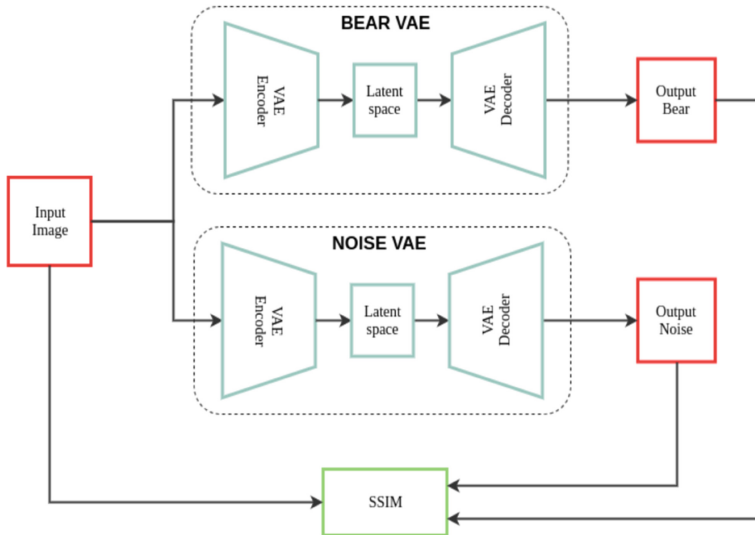 BEAR VAE
VAE
Encoder
Latent
space
VAE
Decoder
Output
Bear
Input
Image
NOISE VAE
VAE
Encoder
Latent
space
VAE
Decoder
Output
Noise
SSIM